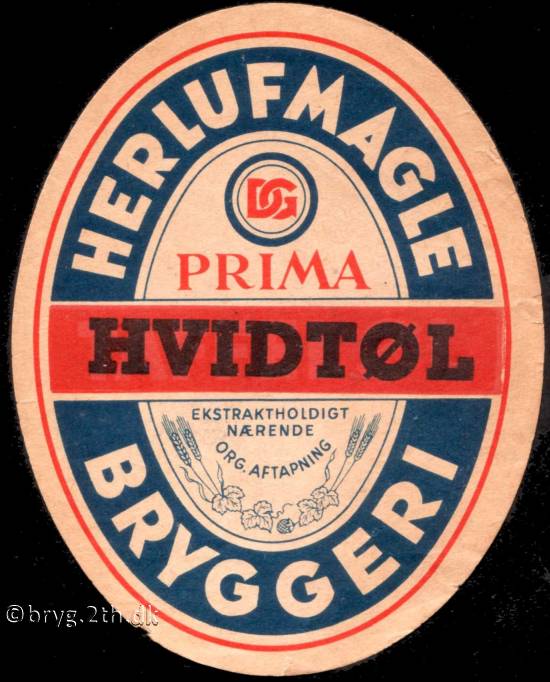 HERLUFMAGLE
DG
PRIMA
HVIDTØL
EKSTRAKTHOLDIGT
NÆRENDE
ORG. AFTAPNING
BRYGGERI
©bryg.2th.dk